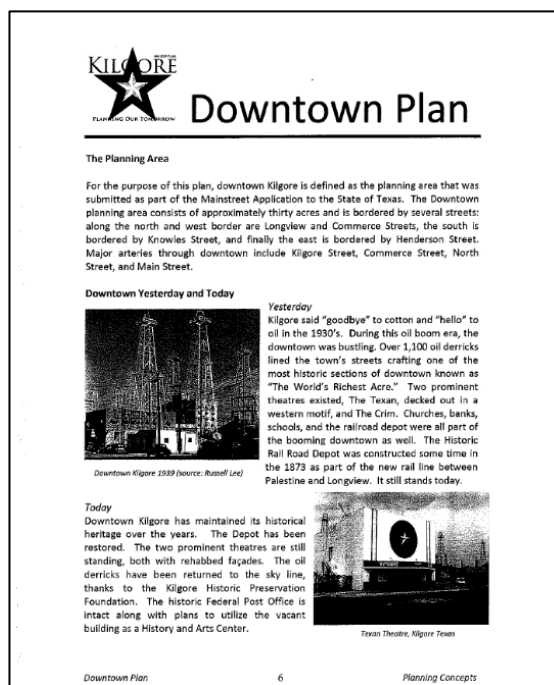 KILGORE
PLANNING OUR TOMORROW
Downtown Plan
The Planning Area
For the purpose of this plan, downtown Kilgore is defined as the planning area that was
submitted as part of the Mainstreet Application to the State of Texas. The Downtown
planning area consists of approximately thirty acres and is bordered by several streets:
along the north and west border are Longview and Commerce Streets, the south is
bordered by Knowles Street, and finally the east is bordered by Henderson Street.
Major arteries through downtown include Kilgore Street, Commerce Street, North
Street, and Main Street.
Downtown Yesterday and Today
Yesterday
Kilgore said "goodbye" to cotton and "hello" to
oil in the 1930's. During this oil boom era, the
downtown was bustling. Over 1,100 oil derricks
lined the town's streets crafting one of the
most historic sections of downtown known as
"The World's Richest Acre." Two prominent
theatres existed, The Texan, decked out in a
western motif, and The Crim. Churches, banks,
schools, and the railroad depot were all part of
the booming downtown as well. The Historic
Rail Road Depot was constructed some time in
the 1873 as part of the new rail line between
Palestine and Longview. It still stands today.
Downtown Kilgore 1939 (source: Russell Lee)
Today
Downtown Kilgore has maintained its historical
heritage over the years. The Depot has been
restored. The two prominent theatres are still
standing, both with rehabbed façades. The oil
derricks have been returned to the sky line,
thanks to the Kilgore Historic Preservation
Foundation. The historic Federal Post Office is
intact along with plans to utilize the vacant
building as a History and Arts Center.
Texan Theatre, Kilgore Texas
Downtown Plan 6 Planning Concepts